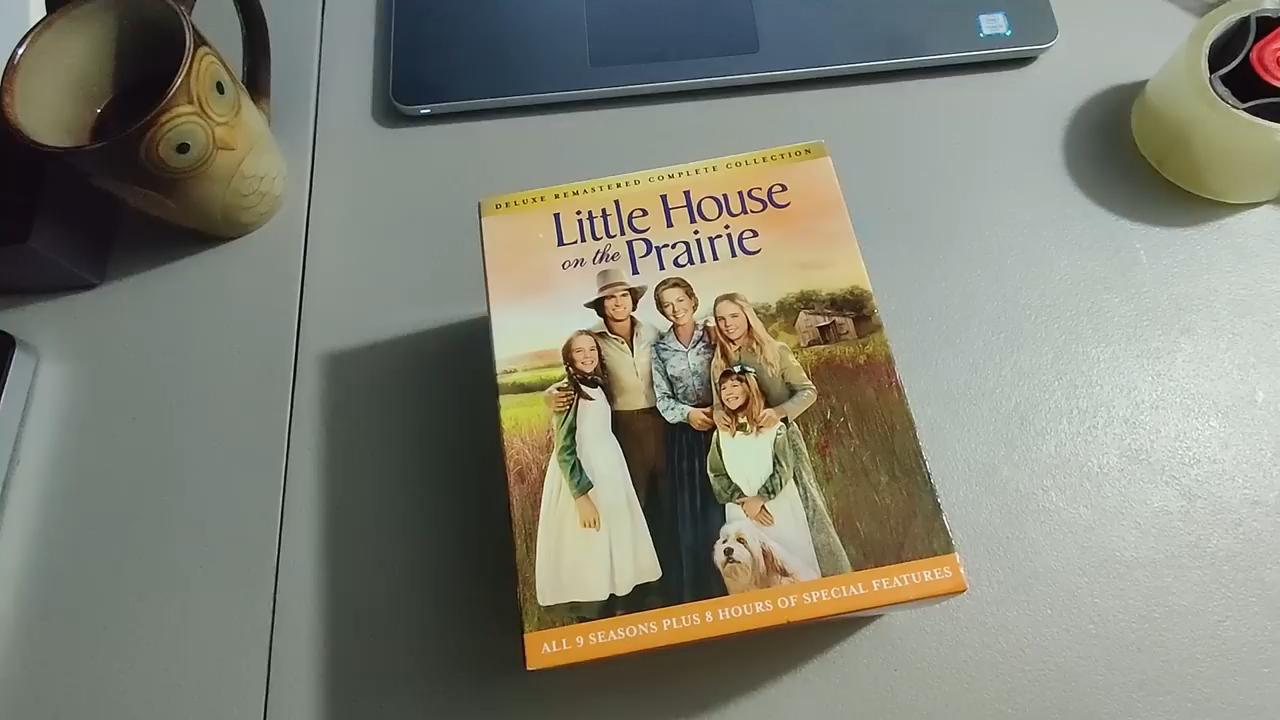 DELUXE REMASTERED COMPLETE COLLECTION
Little House
on the Prairie
ALL 9 SEASONS PLUS 8 HOURS OF SPECIAL FEATURES